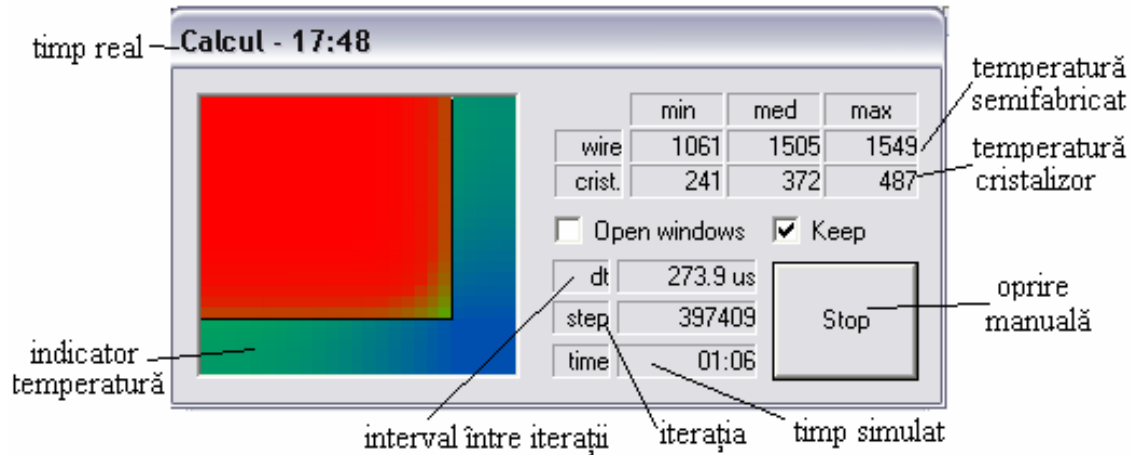 timp real
Calcul - 17:48
temperatură
semifabricat
min med max
wire 1061 1505 1549
temperatură
cristalizor
crist. 241 372 487
Open windows Keep
dt 273.9 us
step 397409
Stop
oprire
manuală
time 01:06
indicator
temperatură
interval între iterații
iterația
timp simulat